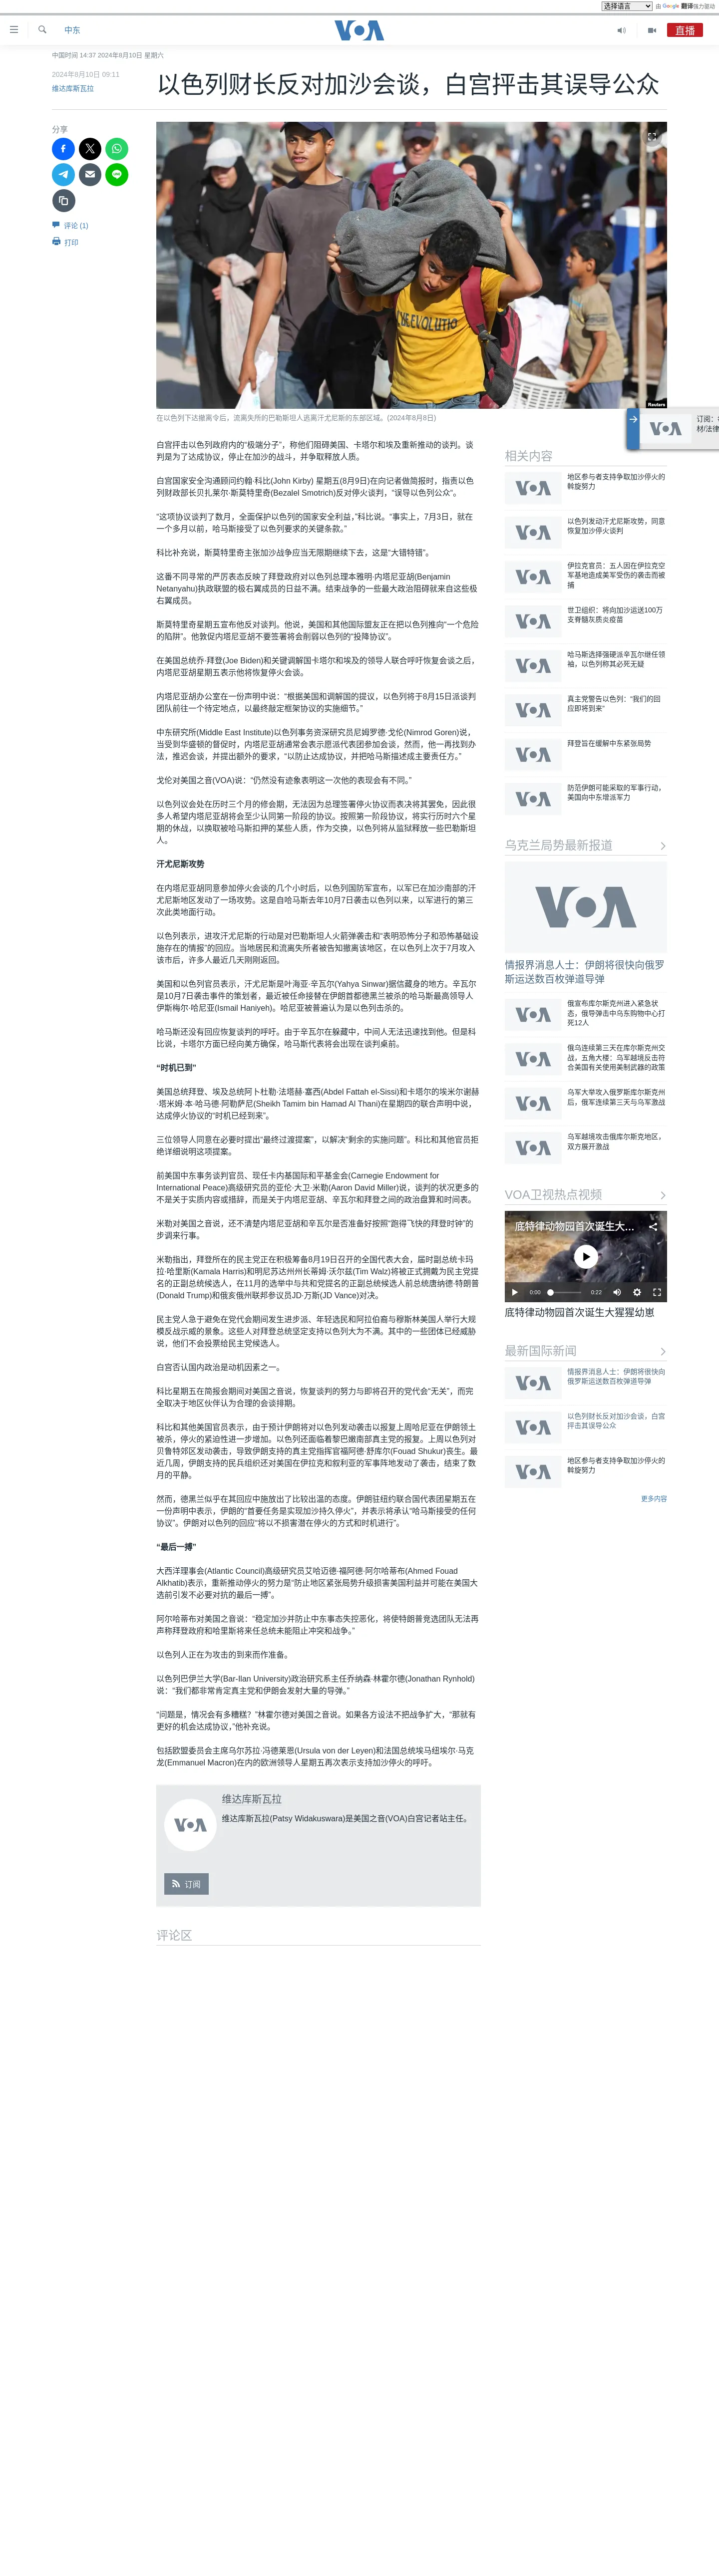 选择语言
由 Google 翻译强力驱动
中东
VOA
直播
中国时间 14:37 2024年8月10日 星期六
2024年8月10日 09:11
维达库斯瓦拉
以色列财长反对加沙会谈，白宫抨击其误导公众
分享
评论 (1)
打印
THE EVOLUTIO
Reuters
在以色列下达撤离令后，流离失所的巴勒斯坦人逃离汗尤尼斯的东部区域。(2024年8月8日)
白宫抨击以色列政府内的“极端分子”，称他们阻碍美国、卡塔尔和埃及重新推动的谈判。谈
判是为了达成协议，停止在加沙的战斗，并争取释放人质。
白宫国家安全沟通顾问约翰·科比(John Kirby) 星期五(8月9日)在向记者做简报时，指责以色
列财政部长贝扎莱尔·斯莫特里奇(Bezalel Smotrich)反对停火谈判，“误导以色列公众”。
“这项协议谈判了数月，全面保护以色列的国家安全利益，”科比说。“事实上，7月3日，就在
一个多月以前，哈马斯接受了以色列要求的关键条款。”
科比补充说，斯莫特里奇主张加沙战争应当无限期继续下去，这是“大错特错”。
这番不同寻常的严厉表态反映了拜登政府对以色列总理本雅明·内塔尼亚胡(Benjamin
Netanyahu)执政联盟的极右翼成员的日益不满。结束战争的一些最大政治阻碍就来自这些极
右翼成员。
斯莫特里奇星期五宣布他反对谈判。他说，美国和其他国际盟友正在把以色列推向“一个危险
的陷阱”。他敦促内塔尼亚胡不要签署将会削弱以色列的“投降协议”。
在美国总统乔·拜登(Joe Biden)和关键调解国卡塔尔和埃及的领导人联合呼吁恢复会谈之后，
内塔尼亚胡星期五表示他将恢复停火会谈。
内塔尼亚胡办公室在一份声明中说：“根据美国和调解国的提议，以色列将于8月15日派谈判
团队前往一个待定地点，以最终敲定框架协议的实施细节。”
中东研究所(Middle East Institute)以色列事务资深研究员尼姆罗德·戈伦(Nimrod Goren)说，
当受到华盛顿的督促时，内塔尼亚胡通常会表示愿派代表团参加会谈，然而，他一再找到办
法，推迟会谈，并提出额外的要求，“以防止达成协议，并把哈马斯描述成主要责任方。”
戈伦对美国之音(VOA)说：“仍然没有迹象表明这一次他的表现会有不同。”
以色列议会处在历时三个月的休会期，无法因为总理签署停火协议而表决将其罢免，因此很
多人希望内塔尼亚胡将会至少认同第一阶段的协议。按照第一阶段协议，将实行历时六个星
期的休战，以换取被哈马斯扣押的某些人质，作为交换，以色列将从监狱释放一些巴勒斯坦
人。
汗尤尼斯攻势
在内塔尼亚胡同意参加停火会谈的几个小时后，以色列国防军宣布，以军已在加沙南部的汗
尤尼斯地区发动了一场攻势。这是自哈马斯去年10月7日袭击以色列以来，以军进行的第三
次此类地面行动。
以色列表示，进攻汗尤尼斯的行动是对巴勒斯坦人火箭弹袭击和“表明恐怖分子和恐怖基础设
施存在的情报”的回应。当地居民和流离失所者被告知撤离该地区，在以色列上次于7月攻入
该市后，许多人最近几天刚刚返回。
美国和以色列官员表示，汗尤尼斯是叶海亚·辛瓦尔(Yahya Sinwar)据信藏身的地方。辛瓦尔
是10月7日袭击事件的策划者，最近被任命接替在伊朗首都德黑兰被杀的哈马斯最高领导人
伊斯梅尔·哈尼亚(Ismail Haniyeh)。哈尼亚被普遍认为是以色列击杀的。
哈马斯还没有回应恢复谈判的呼吁。由于辛瓦尔在躲藏中，中间人无法迅速找到他。但是科
比说，卡塔尔方面已经向美方确保，哈马斯代表将会出现在谈判桌前。
“时机已到”
美国总统拜登、埃及总统阿卜杜勒·法塔赫·塞西(Abdel Fattah el-Sissi)和卡塔尔的埃米尔谢赫
·塔米姆·本·哈马德·阿勒萨尼(Sheikh Tamim bin Hamad Al Thani)在星期四的联合声明中说，
达成停火协议的“时机已经到来”。
三位领导人同意在必要时提出“最终过渡提案”，以解决“剩余的实施问题”。科比和其他官员拒
绝详细说明这项提案。
前美国中东事务谈判官员、现任卡内基国际和平基金会(Carnegie Endowment for
International Peace)高级研究员的亚伦·大卫·米勒(Aaron David Miller)说，谈判的状况更多的
不是关于实质内容或措辞，而是关于内塔尼亚胡、辛瓦尔和拜登之间的政治盘算和时间表。
米勒对美国之音说，还不清楚内塔尼亚胡和辛瓦尔是否准备好按照“跑得飞快的拜登时钟”的
步调来行事。
米勒指出，拜登所在的民主党正在积极筹备8月19日召开的全国代表大会，届时副总统卡玛
拉·哈里斯(Kamala Harris)和明尼苏达州州长蒂姆·沃尔兹(Tim Walz)将被正式拥戴为民主党提
名的正副总统候选人，在11月的选举中与共和党提名的正副总统候选人前总统唐纳德·特朗普
(Donald Trump)和俄亥俄州联邦参议员JD·万斯(JD Vance)对决。
民主党人急于避免在党代会期间发生进步派、年轻选民和阿拉伯裔与穆斯林美国人举行大规
模反战示威的景象。这些人对拜登总统坚定支持以色列大为不满。其中的一些团体已经威胁
说，他们不会投票给民主党候选人。
白宫否认国内政治是动机因素之一。
科比星期五在简报会期间对美国之音说，恢复谈判的努力与即将召开的党代会“无关”，而完
全取决于地区伙伴认为合理的会谈排期。
科比和其他美国官员表示，由于预计伊朗将对以色列发动袭击以报复上周哈尼亚在伊朗领土
被杀，停火的紧迫性进一步增加。以色列还面临着黎巴嫩南部真主党的报复。上周以色列对
贝鲁特郊区发动袭击，导致伊朗支持的真主党指挥官福阿德·舒库尔(Fouad Shukur)丧生。最
近几周，伊朗支持的民兵组织还对美国在伊拉克和叙利亚的军事阵地发动了袭击，结束了数
月的平静。
然而，德黑兰似乎在其回应中施放出了比较出温的态度。伊朗驻纽约联合国代表团星期五在
一份声明中表示，伊朗的“首要任务是实现加沙持久停火”，并表示将承认“哈马斯接受的任何
协议”。伊朗对以色列的回应“将以不损害潜在停火的方式和时机进行”。
“最后一搏”
大西洋理事会(Atlantic Council)高级研究员艾哈迈德·福阿德·阿尔哈蒂布(Ahmed Fouad
Alkhatib)表示，重新推动停火的努力是“防止地区紧张局势升级损害美国利益并可能在美国大
选前引发不必要对抗的最后一搏”。
阿尔哈蒂布对美国之音说：“稳定加沙并防止中东事态失控恶化，将使特朗普竞选团队无法再
声称拜登政府和哈里斯将来任总统未能阻止冲突和战争。”
以色列人正在为攻击的到来而作准备。
以色列巴伊兰大学(Bar-Ilan University)政治研究系主任乔纳森·林霍尔德(Jonathan Rynhold)
说：“我们都非常肯定真主党和伊朗会发射大量的导弹。”
“问题是，情况会有多糟糕？”林霍尔德对美国之音说。如果各方设法不把战争扩大，“那就有
更好的机会达成协议，”他补充说。
包括欧盟委员会主席乌尔苏拉·冯德莱恩(Ursula von der Leyen)和法国总统埃马纽埃尔·马克
龙(Emmanuel Macron)在内的欧洲领导人星期五再次表示支持加沙停火的呼吁。
VOA
维达库斯瓦拉
维达库斯瓦拉(Patsy Widakuswara)是美国之音(VOA)白宫记者站主任。
订阅
评论区
VOA
订阅：
材/法律
相关内容
VOA
地区参与者支持争取加沙停火的
斡旋努力
VOA
以色列发动汗尤尼斯攻势，同意
恢复加沙停火谈判
VOA
伊拉克官员：五人因在伊拉克空
军基地造成美军受伤的袭击而被
捕
VOA
世卫组织：将向加沙运送100万
支脊髓灰质炎疫苗
VOA
哈马斯选择强硬派辛瓦尔继任领
袖，以色列称其必死无疑
VOA
真主党警告以色列：“我们的回
应即将到来”
VOA
拜登旨在缓解中东紧张局势
VOA
防范伊朗可能采取的军事行动，
美国向中东增派军力
乌克兰局势最新报道
VOA
情报界消息人士：伊朗将很快向俄罗
斯运送数百枚弹道导弹
VOA
俄宣布库尔斯克州进入紧急状
态，俄导弹击中乌东购物中心打
死12人
VOA
俄乌连续第三天在库尔斯克州交
战，五角大楼：乌军越境反击符
合美国有关使用美制武器的政策
VOA
乌军大举攻入俄罗斯库尔斯克州
后，俄军连续第三天与乌军激战
VOA
乌军越境攻击俄库尔斯克地区，
双方展开激战
VOA卫视热点视频
底特律动物园首次诞生大…
0:00
0:22
底特律动物园首次诞生大猩猩幼崽
最新国际新闻
VOA
情报界消息人士：伊朗将很快向
俄罗斯运送数百枚弹道导弹
VOA
以色列财长反对加沙会谈，白宫
抨击其误导公众
VOA
地区参与者支持争取加沙停火的
斡旋努力
更多内容